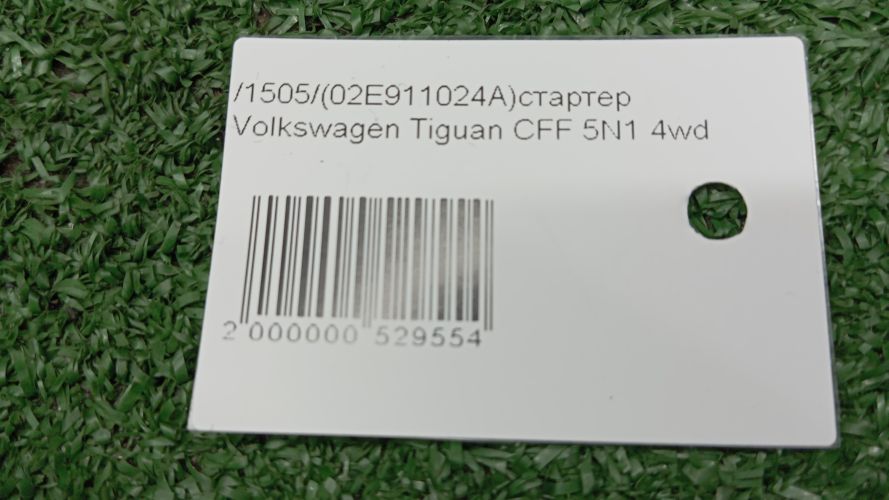 /1505/(02E911024A)стартер
Volkswagen Tiguan CFF 5N1 4wd
2 000000 529554